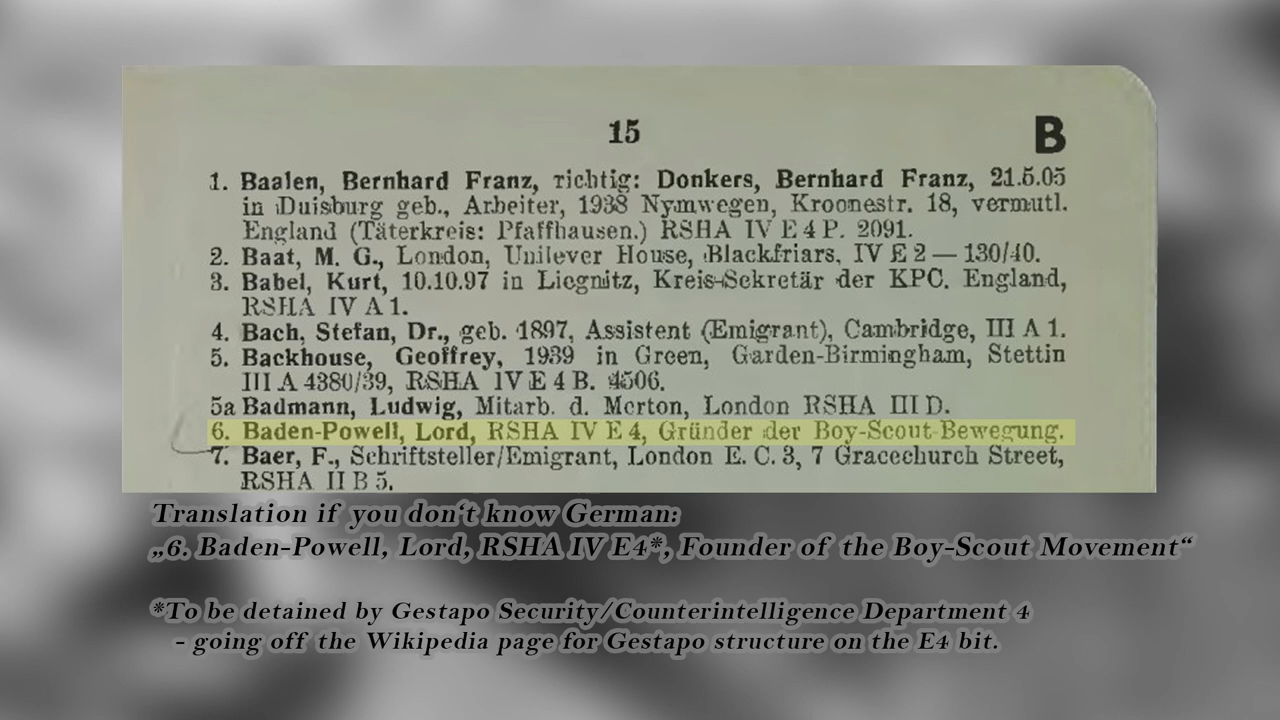 15
B
1. Baalen, Bernhard Franz, richtig: Donkers, Bernhard Franz, 21.5.05
in Duisburg geb., Arbeiter, 1938 Nymwegen, Kroonestr. 18, vermutl.
England (Täterkreis: Pfaffhausen.) RSHA IV E 4 P. 2091.
2. Baat, M. G., London, Unilever House, Blackfriars, IV E 2 — 130/40.
3. Babel, Kurt, 10.10.97 in Liegnitz, Kreis-Sekretär der KPC. England,
RSHA IV A 1.
4. Bach, Stefan, Dr., geb. 1897, Assistent (Emigrant), Cambridge, III A 1.
5. Backhouse, Geoffrey, 1939 in Green, Garden-Birmingham, Stettin
III A 4380/39, RSHA IV E 4 B. 4506.
5a Badmann, Ludwig, Mitarb. d. Merton, London RSHA III D.
6. Baden-Powell, Lord, RSHA IV E 4, Gründer der Boy-Scout-Bewegung.
7. Baer, F., Schriftsteller/Emigrant, London E. C. 3, 7 Gracechurch Street,
RSHA II B 5.
Translation if you don‘t know German:
„6. Baden-Powell, Lord, RSHA IV E4*, Founder of the Boy-Scout Movement“
*To be detained by Gestapo Security/Counterintelligence Department 4
- going off the Wikipedia page for Gestapo structure on the E4 bit.